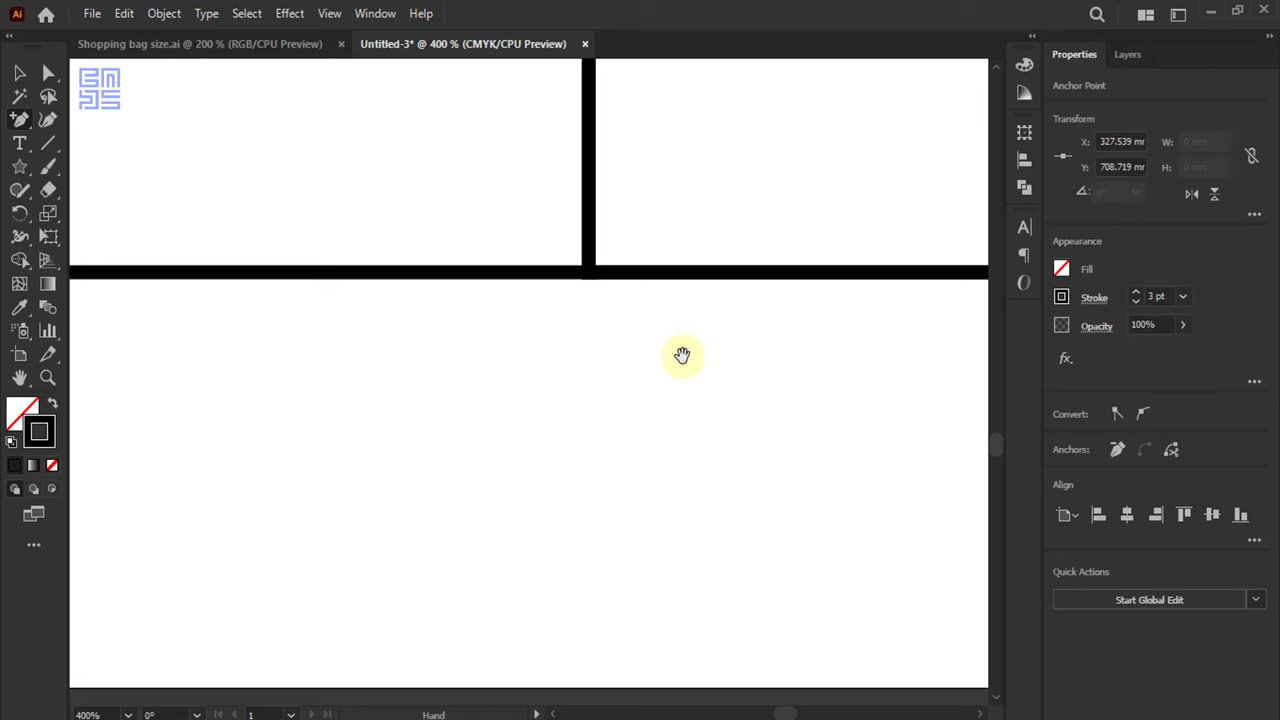 Ai File Edit Object Type Select Effect View Window Help
Shopping bag size.ai @ 200 % (RGB/CPU Preview) × Untitled-3* @ 400 % (CMYK/CPU Preview) ×
Properties Layers
Anchor Point
Transform
X: 327.539 mr W: 0 mm
Y: 708.719 mr H: 0 mm
0°
Appearance
Fill
Stroke 3 pt
Opacity 100%
fx.
Convert:
Anchors:
Align
Quick Actions
Start Global Edit
400% 0° 1 Hand